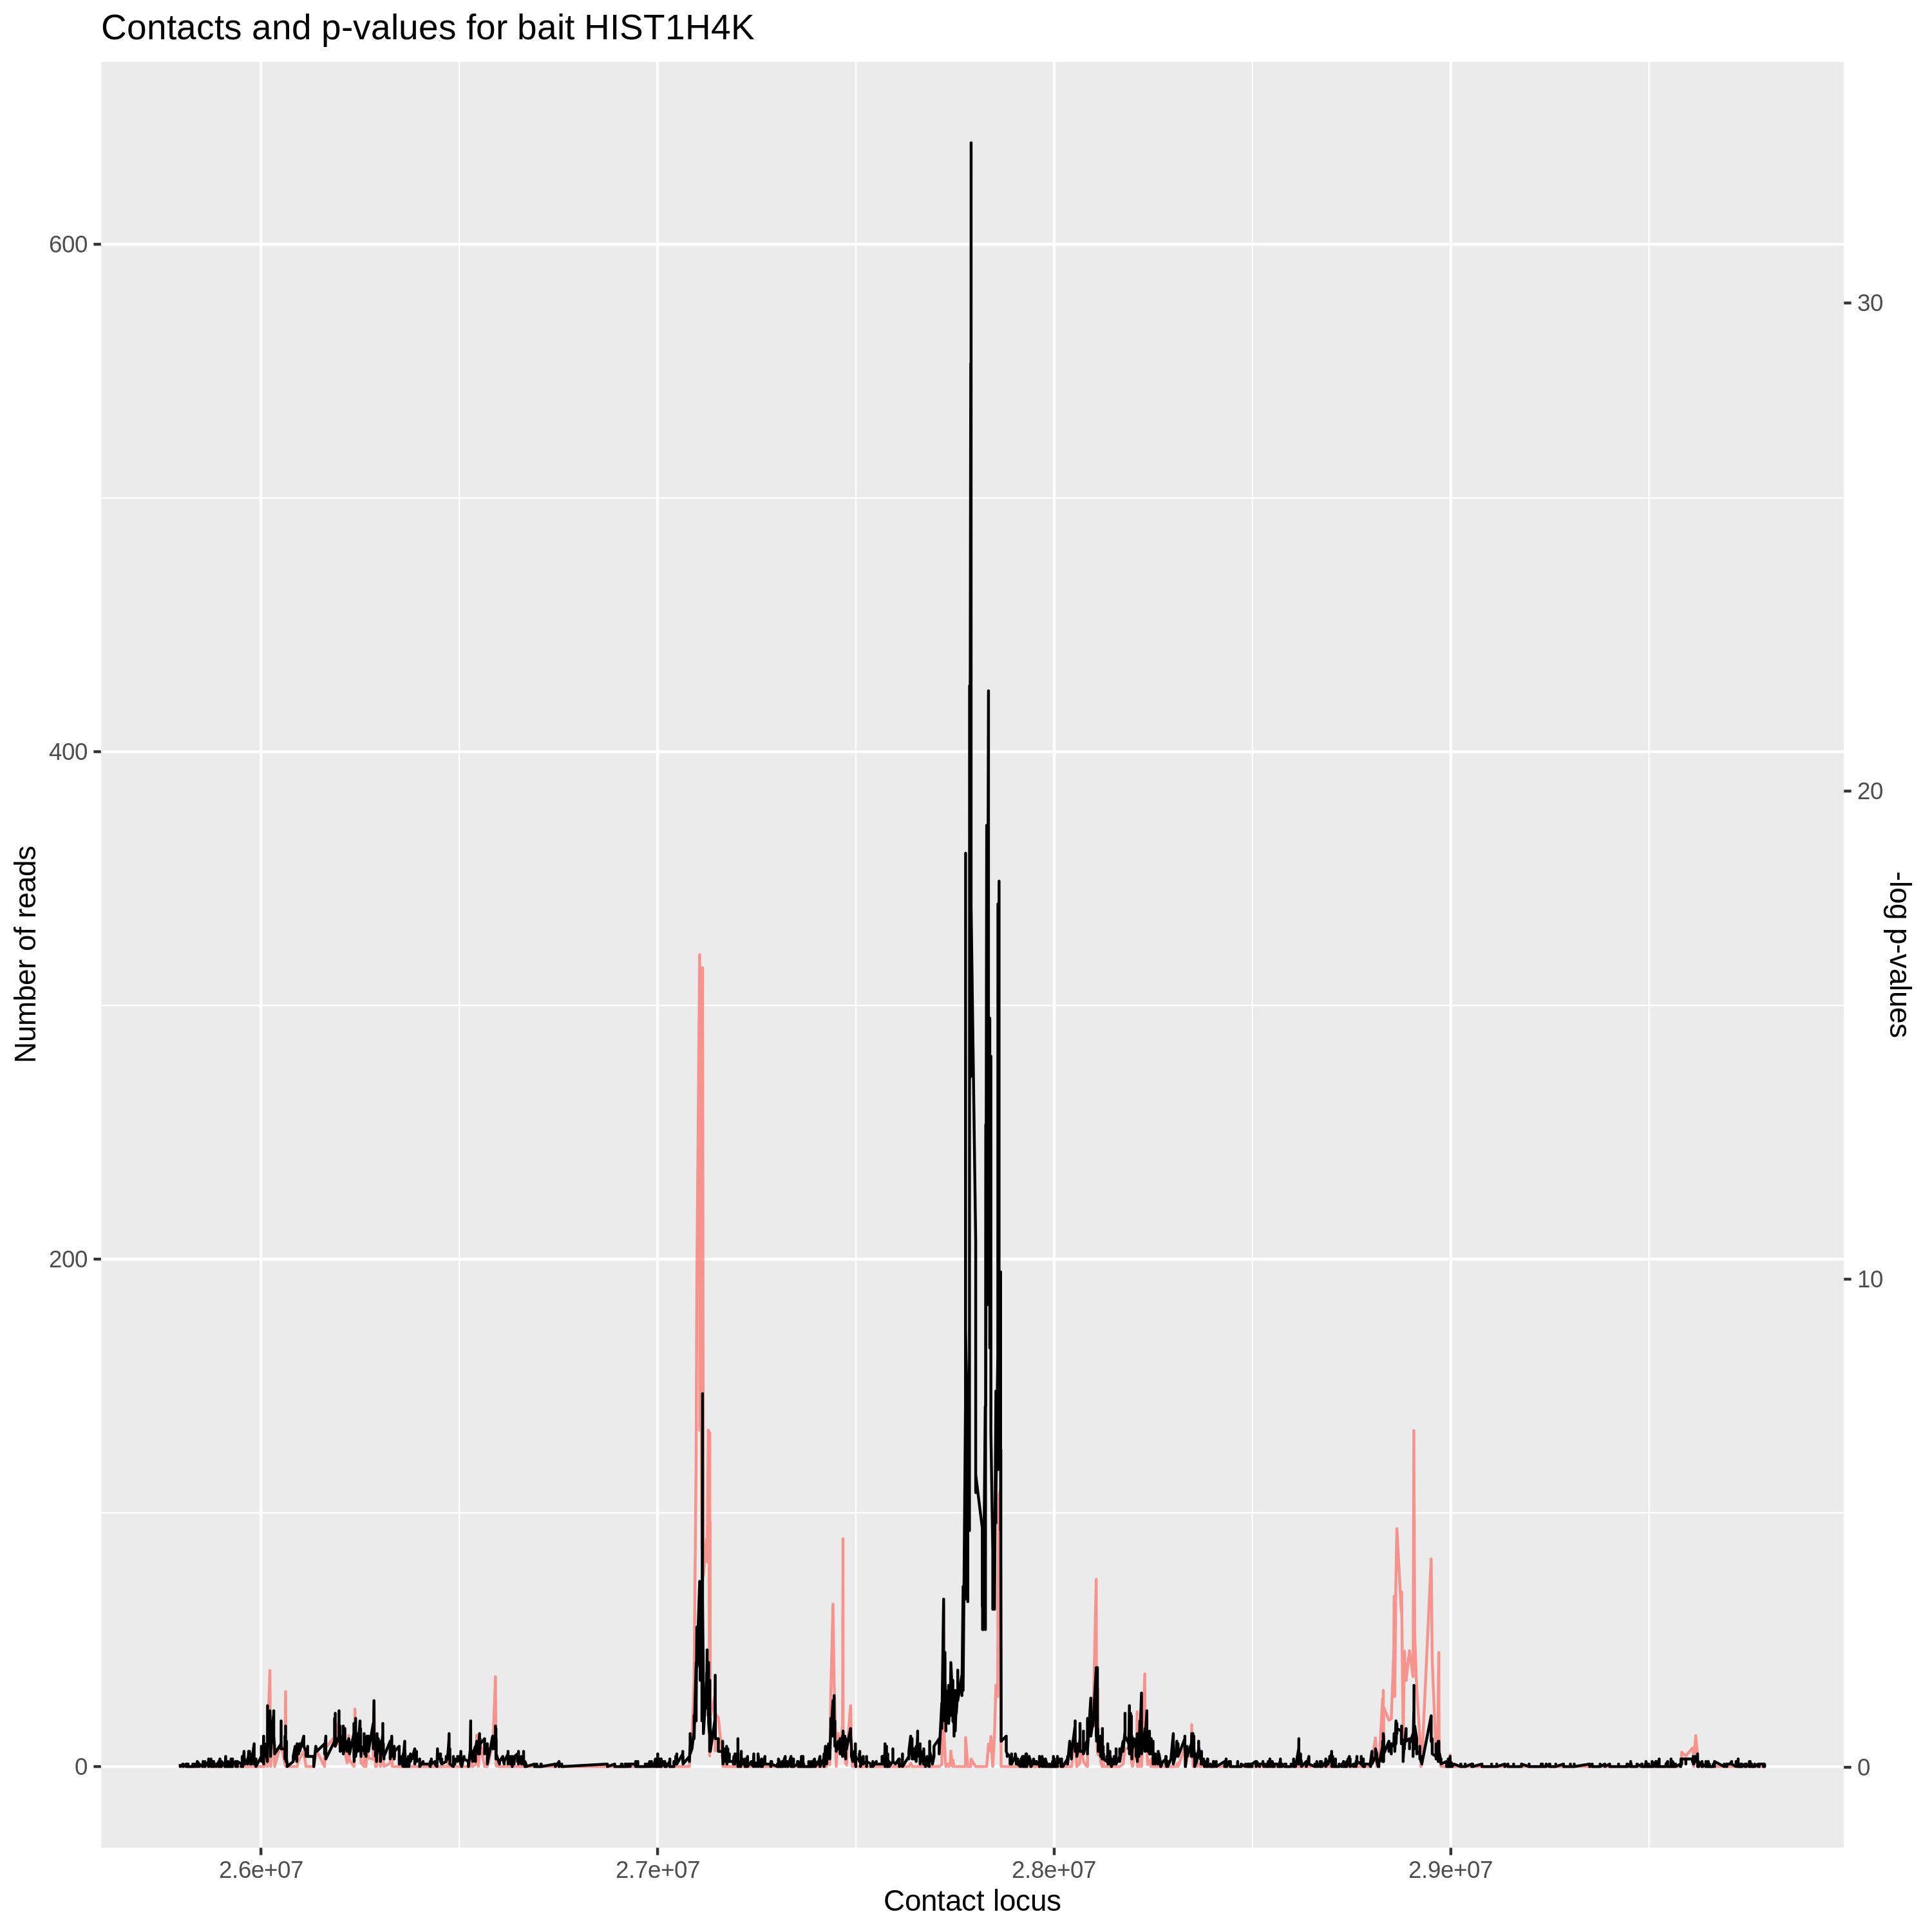 Contacts and p-values for bait HIST1H4K
600
400
200
0
30
20
10
0
Number of reads
-log p-values
2.6e+07 2.7e+07 2.8e+07 2.9e+07
Contact locus